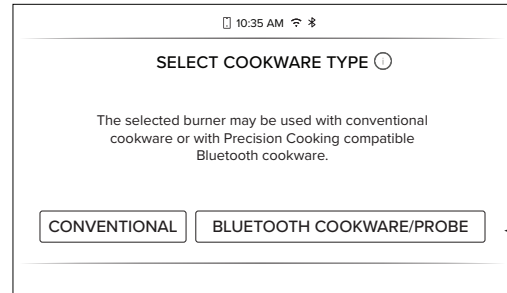 10:35 AM
SELECT COOKWARE TYPE
The selected burner may be used with conventional
cookware or with Precision Cooking compatible
Bluetooth cookware.
CONVENTIONAL BLUETOOTH COOKWARE/PROBE